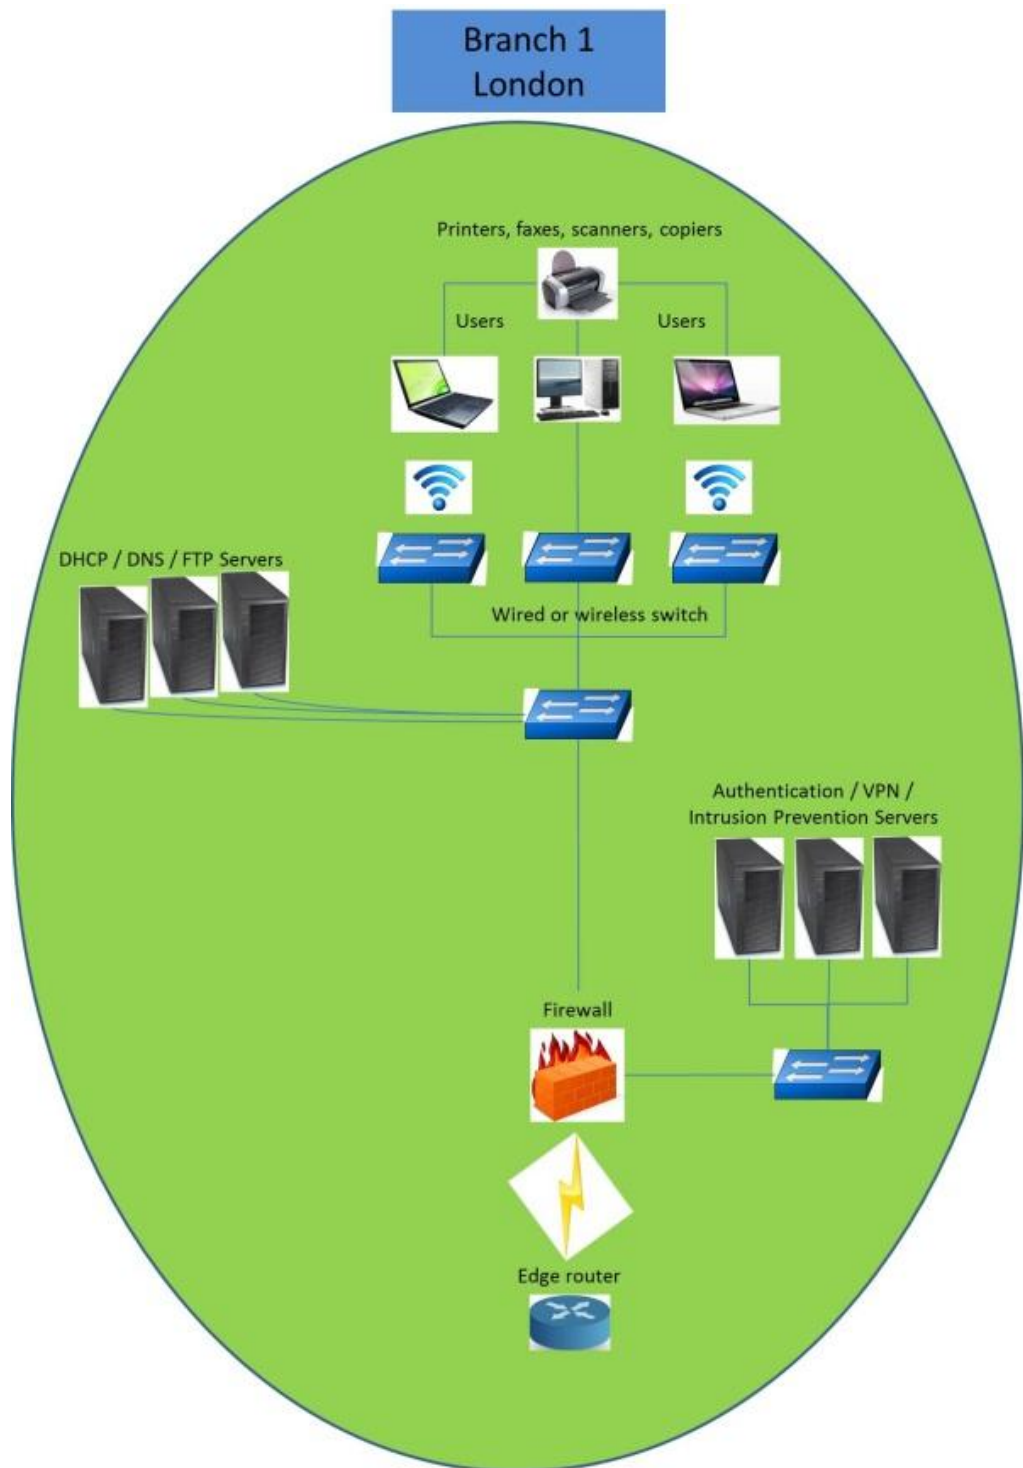 Branch 1
London
Printers, faxes, scanners, copiers
Users
Users
DHCP / DNS / FTP Servers
Wired or wireless switch
Authentication / VPN /
Intrusion Prevention Servers
Firewall
Edge router